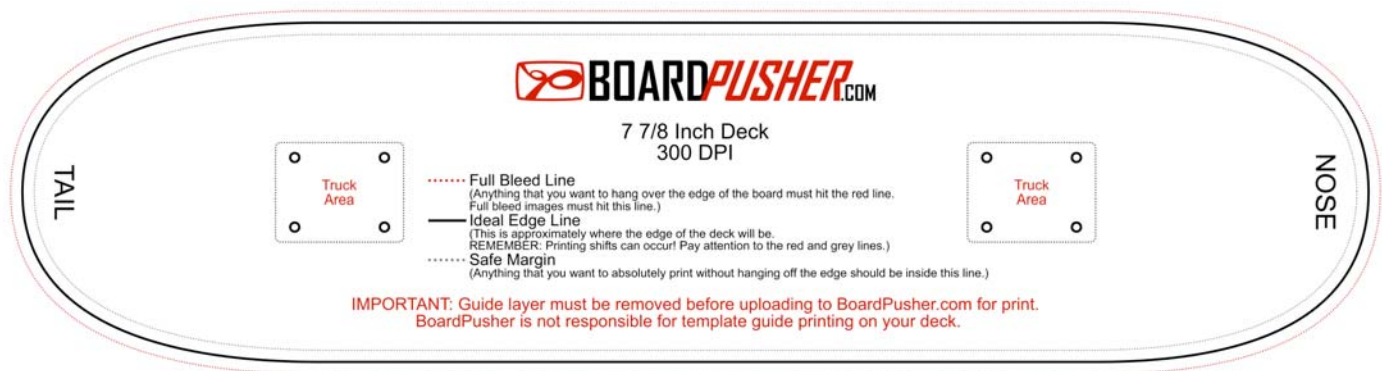 BOARDPUSHER.COM
7 7/8 Inch Deck
300 DPI
TAIL
Truck
Area
Full Bleed Line
(Anything that you want to hang over the edge of the board must hit the red line.
Full bleed images must hit this line.)
Ideal Edge Line
(This is approximately where the edge of the deck will be.
REMEMBER: Printing shifts can occur! Pay attention to the red and grey lines.)
Safe Margin
(Anything that you want to absolutely print without hanging off the edge should be inside this line.)
Truck
Area
NOSE
IMPORTANT: Guide layer must be removed before uploading to BoardPusher.com for print.
BoardPusher is not responsible for template guide printing on your deck.